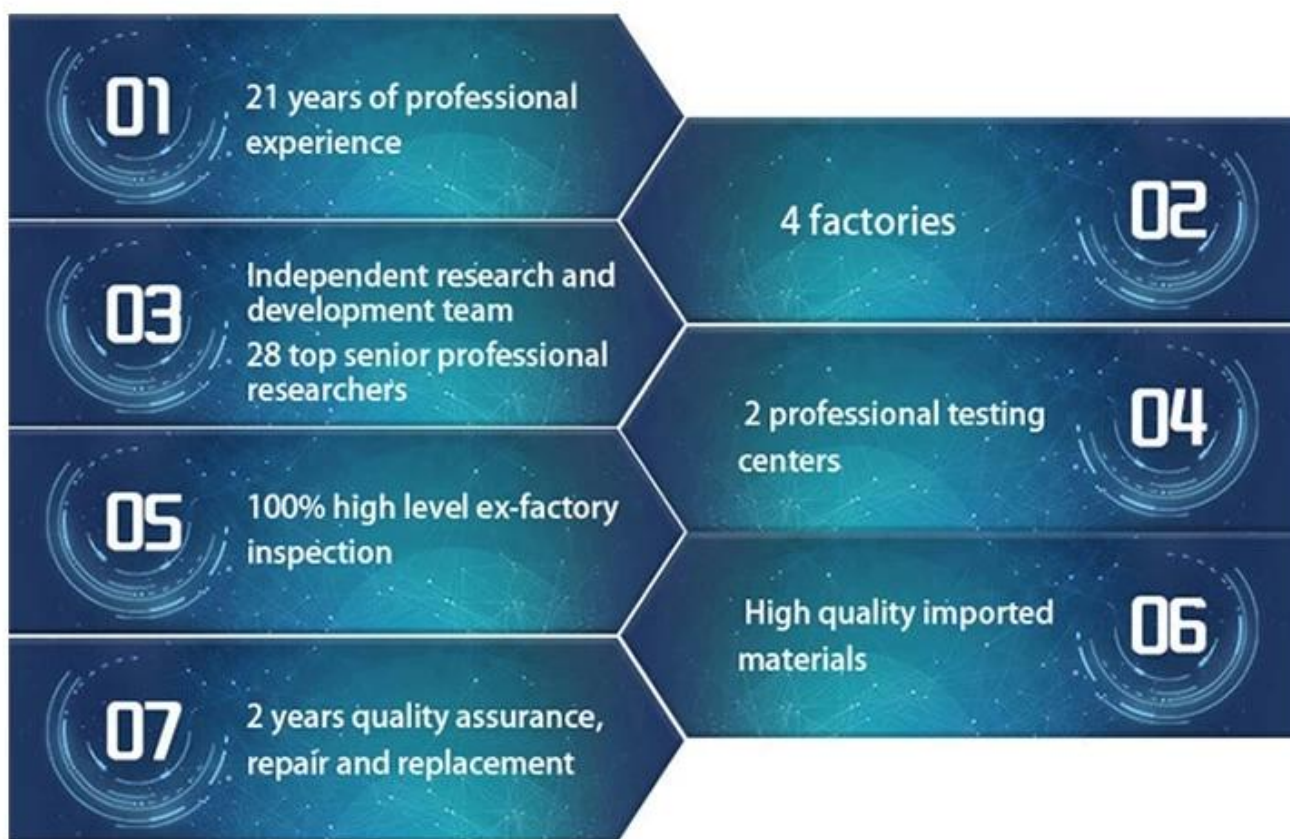 01
21 years of professional
experience
02
4 factories
03
Independent research and
development team
28 top senior professional
researchers
04
2 professional testing
centers
05
100% high level ex-factory
inspection
06
High quality imported
materials
07
2 years quality assurance,
repair and replacement